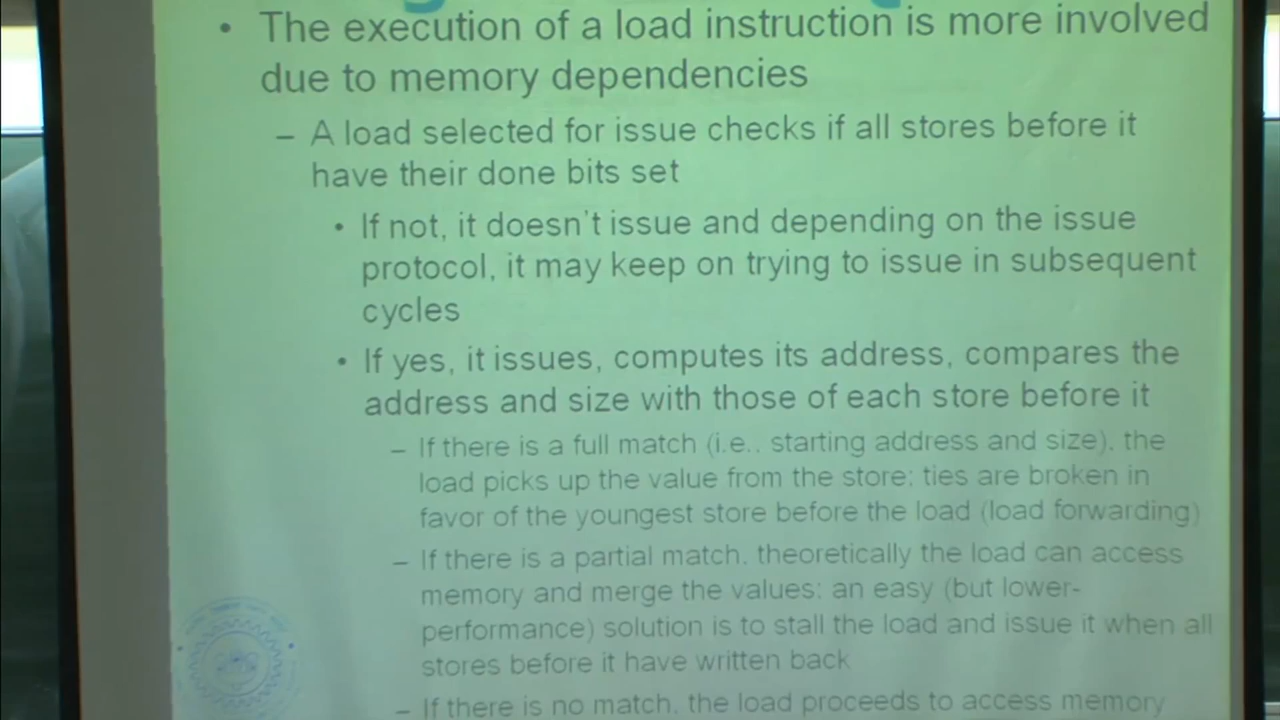 • The execution of a load instruction is more involved
due to memory dependencies
– A load selected for issue checks if all stores before it
have their done bits set
• If not, it doesn't issue and depending on the issue
protocol, it may keep on trying to issue in subsequent
cycles
• If yes, it issues, computes its address, compares the
address and size with those of each store before it
– If there is a full match (i.e., starting address and size), the
load picks up the value from the store; ties are broken in
favor of the youngest store before the load (load forwarding)
– If there is a partial match, theoretically the load can access
memory and merge the values; an easy (but lower-
performance) solution is to stall the load and issue it when all
stores before it have written back
– If there is no match, the load proceeds to access memory